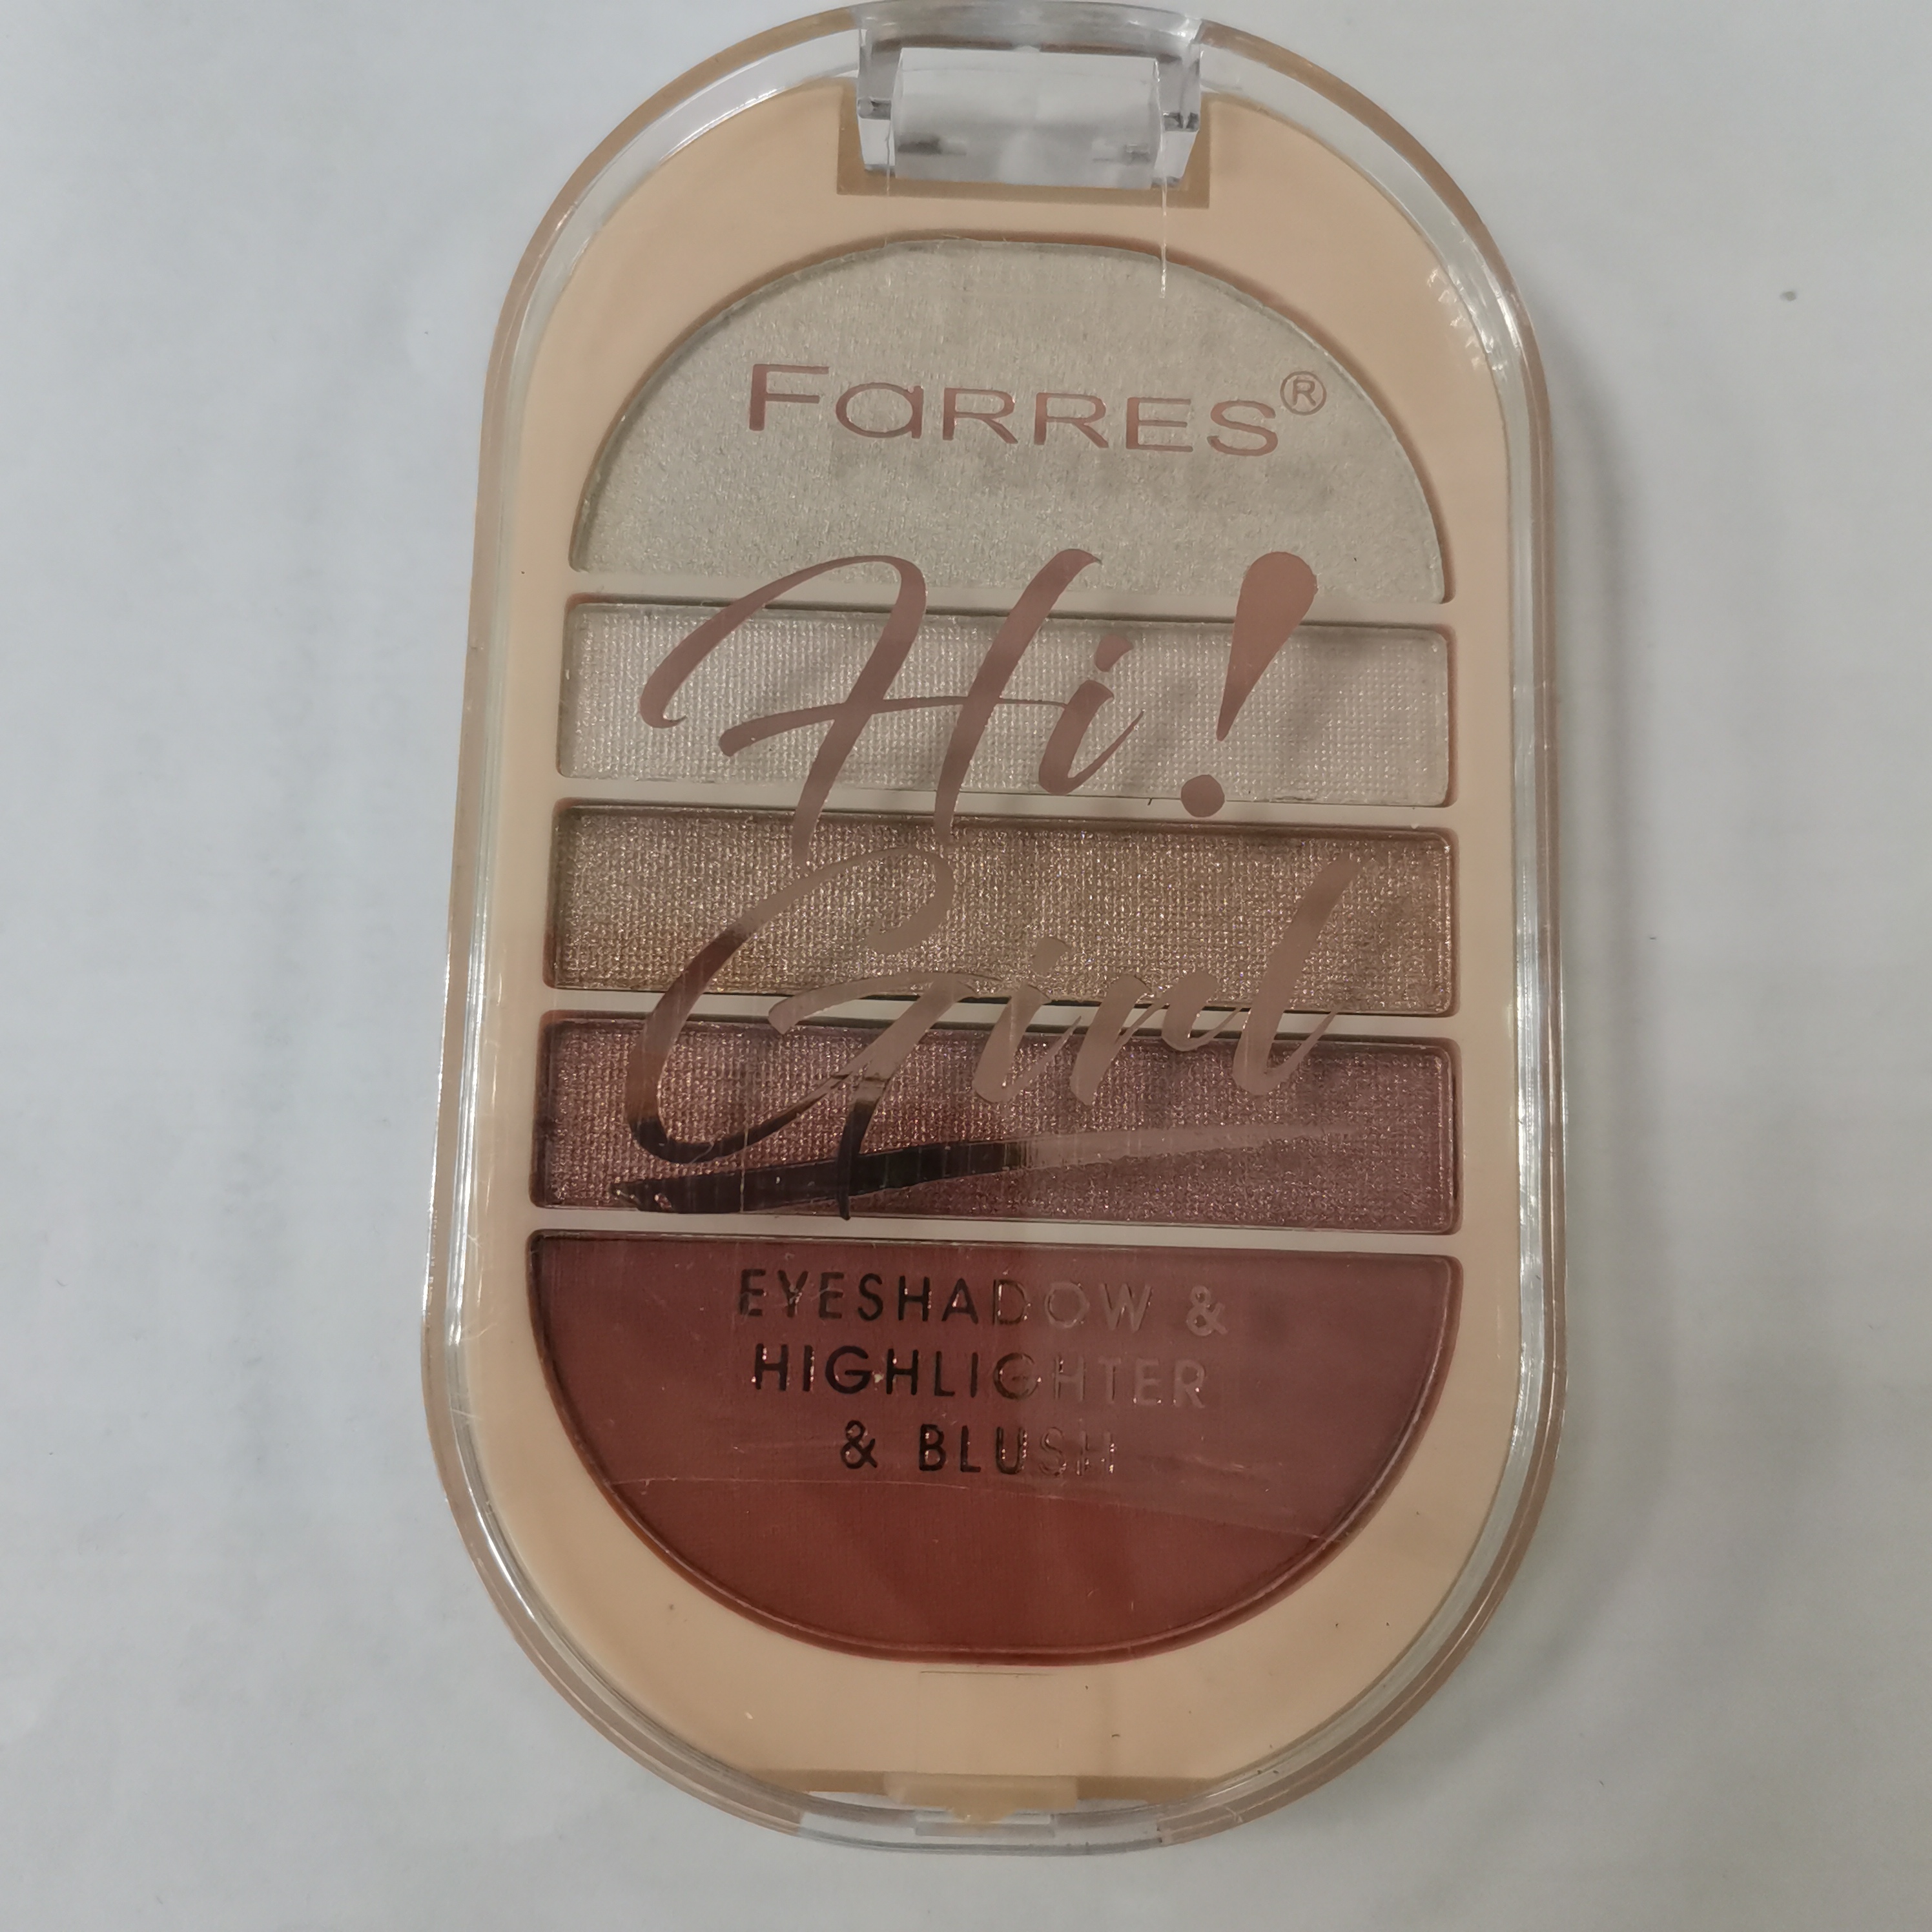 FaRRES®
Hi!
Girl
EYESHADOW &
HIGHLIGHTER
& BLUSH